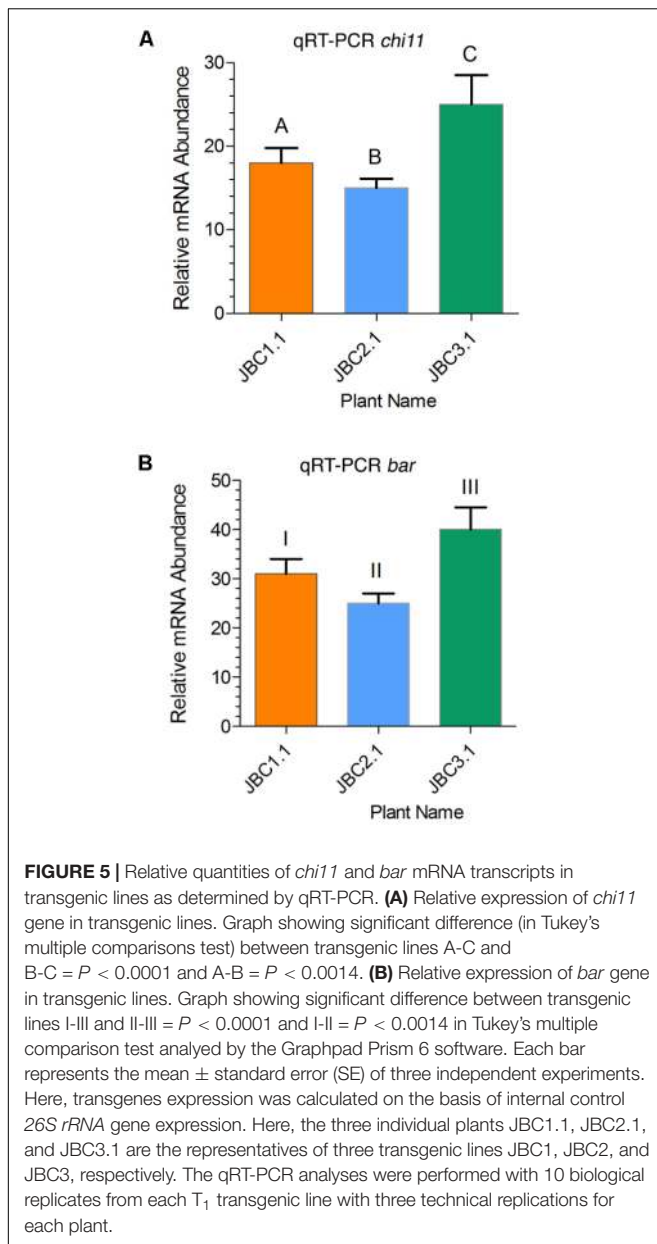 A
qRT-PCR chi11
Relative mRNA Abundance
30
20
10
0
A
B
C
JBC1.1
JBC2.1
JBC3.1
Plant Name
B
qRT-PCR bar
Relative mRNA Abundance
50
40
30
20
10
0
I
II
III
JBC1.1
JBC2.1
JBC3.1
Plant Name
FIGURE 5 | Relative quantities of chi11 and bar mRNA transcripts in
transgenic lines as determined by qRT-PCR. (A) Relative expression of chi11
gene in transgenic lines. Graph showing significant difference (in Tukey's
multiple comparisons test) between transgenic lines A-C and
B-C = P < 0.0001 and A-B = P < 0.0014. (B) Relative expression of bar gene
in transgenic lines. Graph showing significant difference between transgenic
lines I-III and II-III = P < 0.0001 and I-II = P < 0.0014 in Tukey's multiple
comparison test analyed by the Graphpad Prism 6 software. Each bar
represents the mean ± standard error (SE) of three independent experiments.
Here, transgenes expression was calculated on the basis of internal control
26S rRNA gene expression. Here, the three individual plants JBC1.1, JBC2.1,
and JBC3.1 are the representatives of three transgenic lines JBC1, JBC2, and
JBC3, respectively. The qRT-PCR analyses were performed with 10 biological
replicates from each T₁ transgenic line with three technical replications for
each plant.